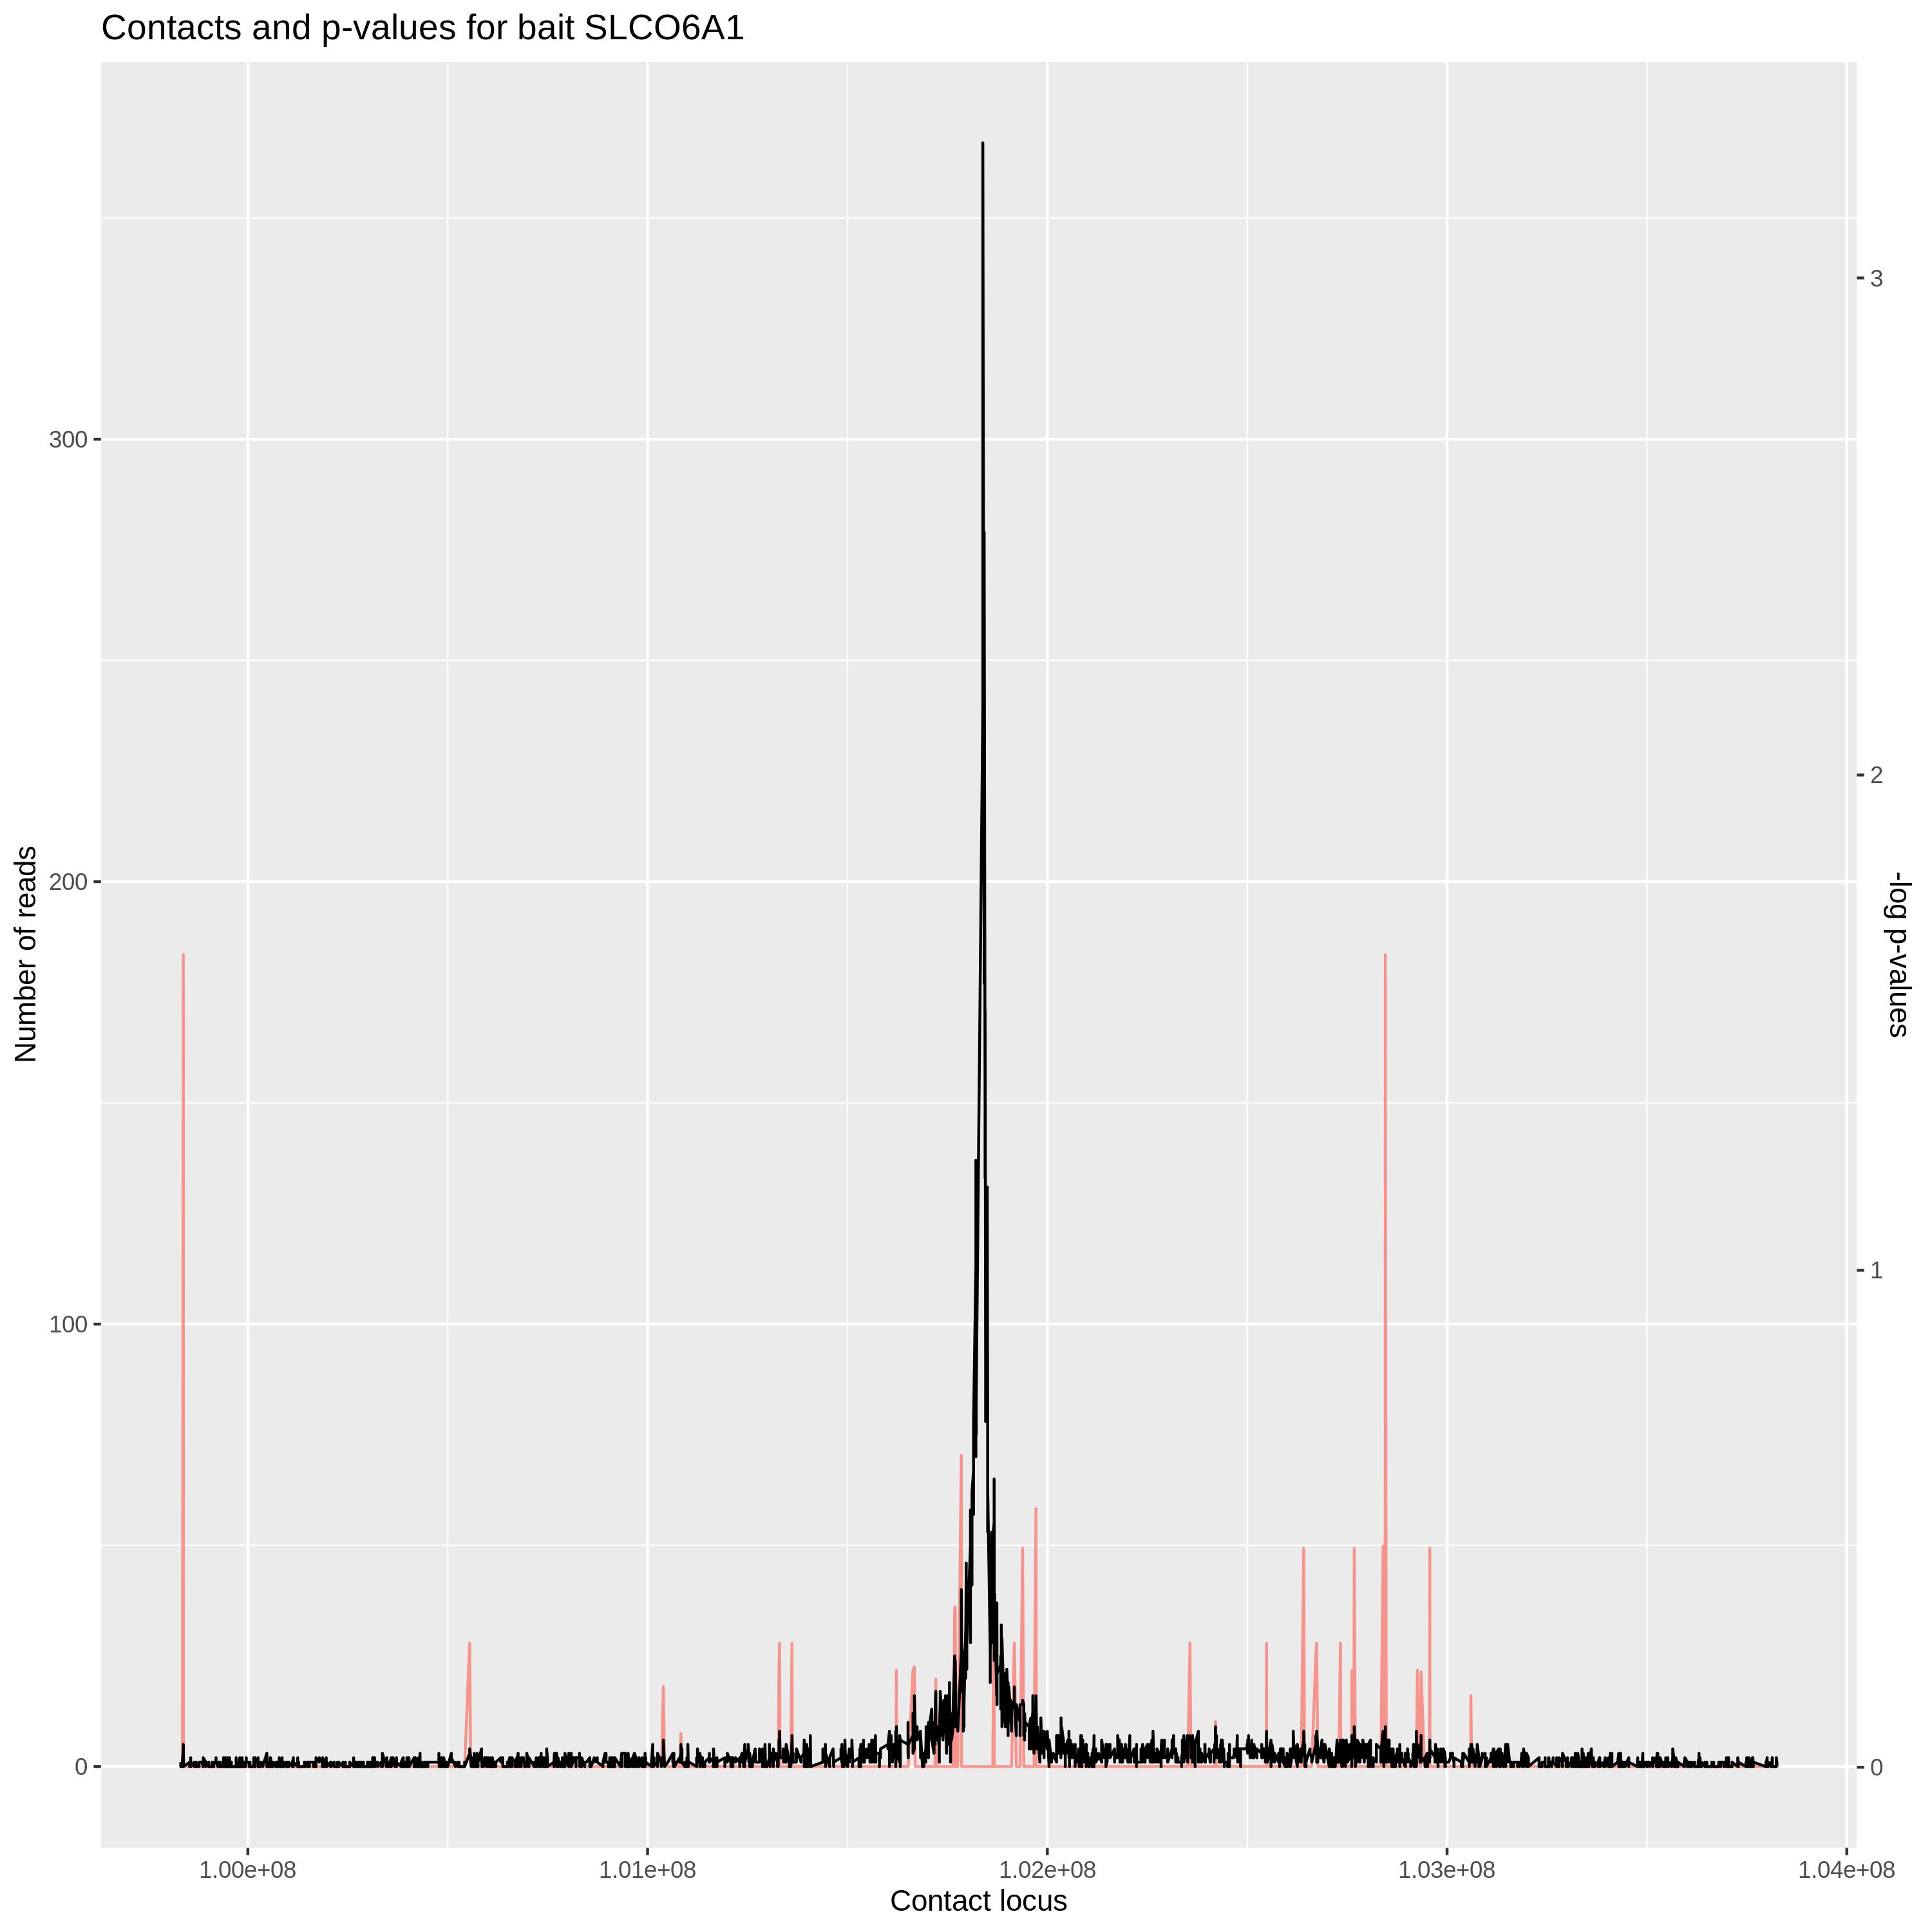 Contacts and p-values for bait SLCO6A1
Number of reads
300
200
100
0
3
2
1
0
-log p-values
1.00e+08
1.01e+08
1.02e+08
1.03e+08
1.04e+08
Contact locus